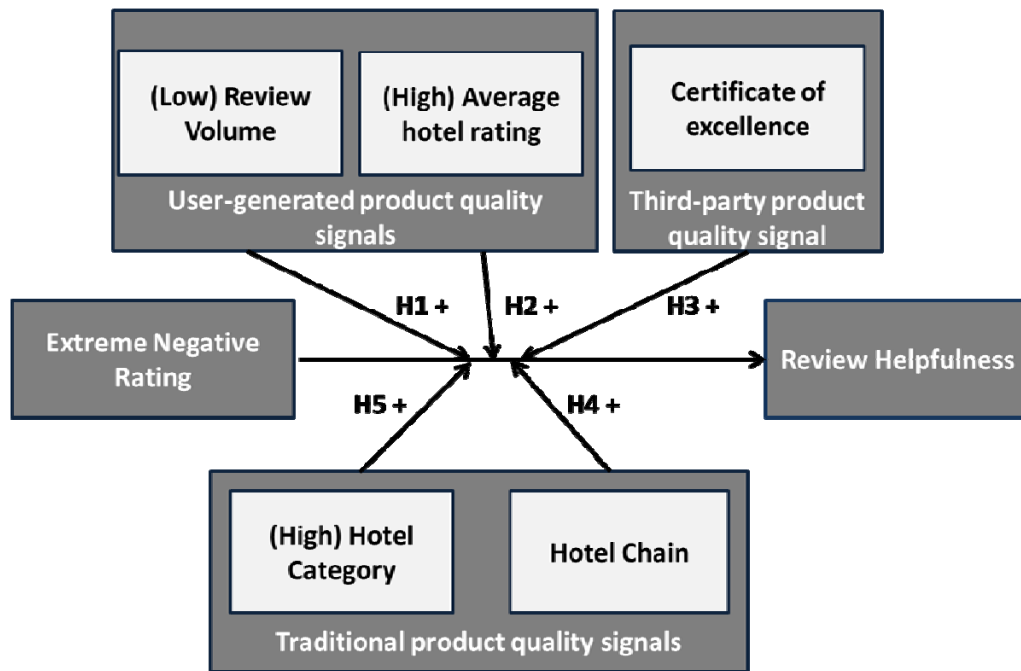 (Low) Review
Volume
(High) Average
hotel rating
Certificate of
excellence
User-generated product quality
signals
Third-party product
quality signal
H1 +
H2 +
H3 +
Extreme Negative
Rating
Review Helpfulness
H5 +
H4 +
(High) Hotel
Category
Hotel Chain
Traditional product quality signals